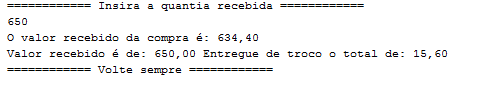 ============ Insira a quantia recebida ============
650
O valor recebido da compra é: 634,40
Valor recebido é de: 650,00 Entregue de troco o total de: 15,60
============ Volte sempre ============